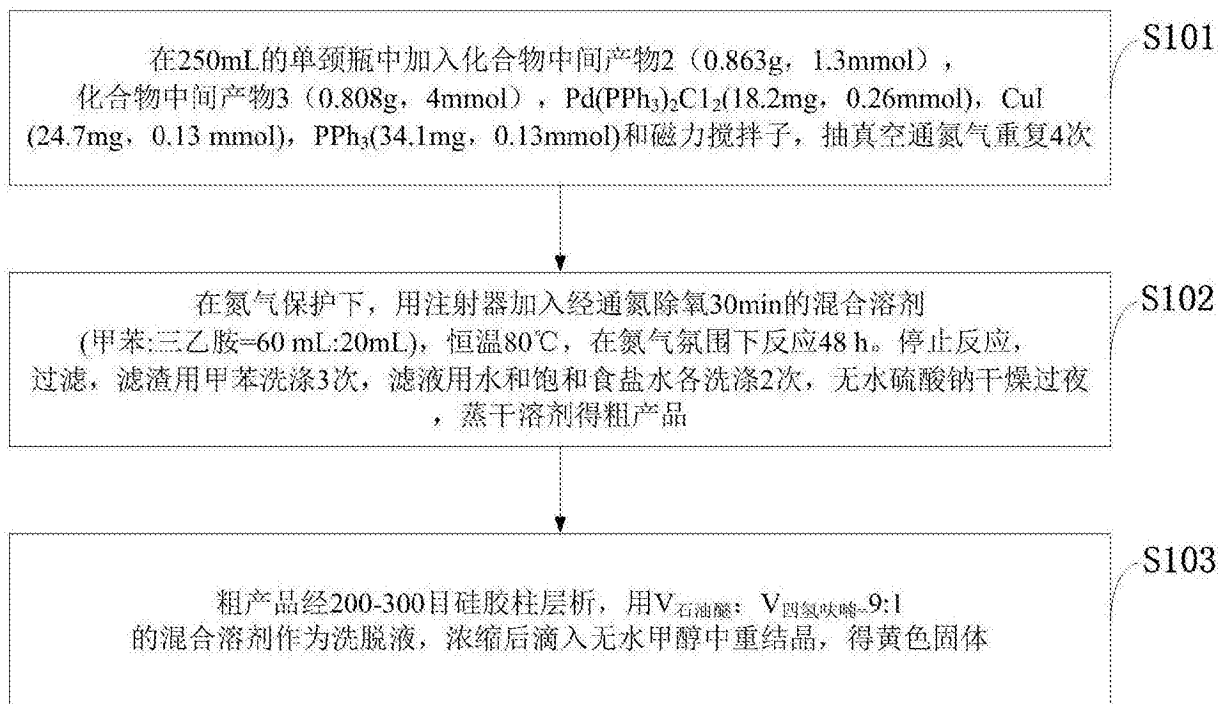 S101
在250mL的单颈瓶中加入化合物中间产物2（0.863g，1.3mmol），
化合物中间产物3（0.808g，4mmol），Pd(PPh₃)₂Cl₂(18.2mg，0.26mmol)，CuI
(24.7mg，0.13 mmol)，PPh₃(34.1mg，0.13mmol)和磁力搅拌子，抽真空通氮气重复4次
S102
在氮气保护下，用注射器加入经通氮除氧30min的混合溶剂
(甲苯:三乙胺=60 mL:20mL)，恒温80℃，在氮气氛围下反应48 h。停止反应，
过滤，滤渣用甲苯洗涤3次，滤液用水和饱和食盐水各洗涤2次，无水硫酸钠干燥过夜
，蒸干溶剂得粗产品
S103
粗产品经200-300目硅胶柱层析，用V石油醚：V四氢呋喃=9:1
的混合溶剂作为洗脱液，浓缩后滴入无水甲醇中重结晶，得黄色固体